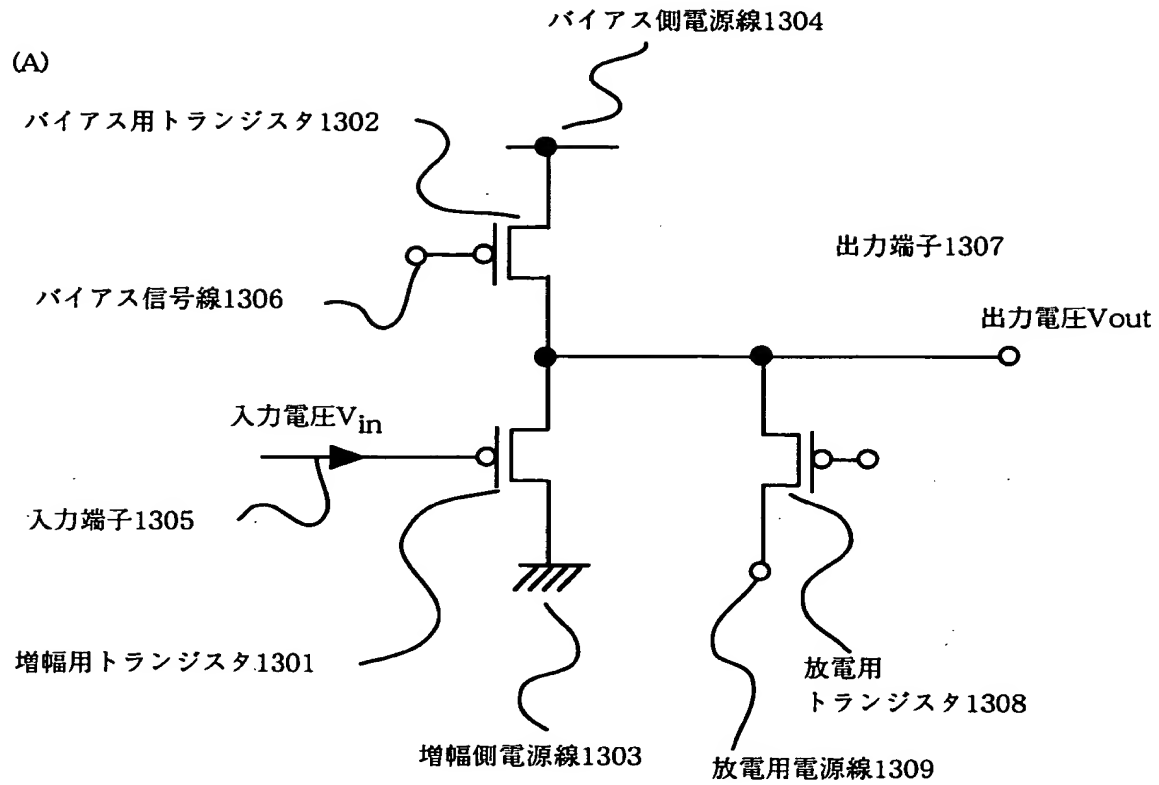 バイアス側電源線1304
(A)
バイアス用トランジスタ1302
出力端子1307
バイアス信号線1306
出力電圧Vout
入力電圧Vin
入力端子1305
増幅用トランジスタ1301
放電用
トランジスタ1308
増幅側電源線1303
放電用電源線1309